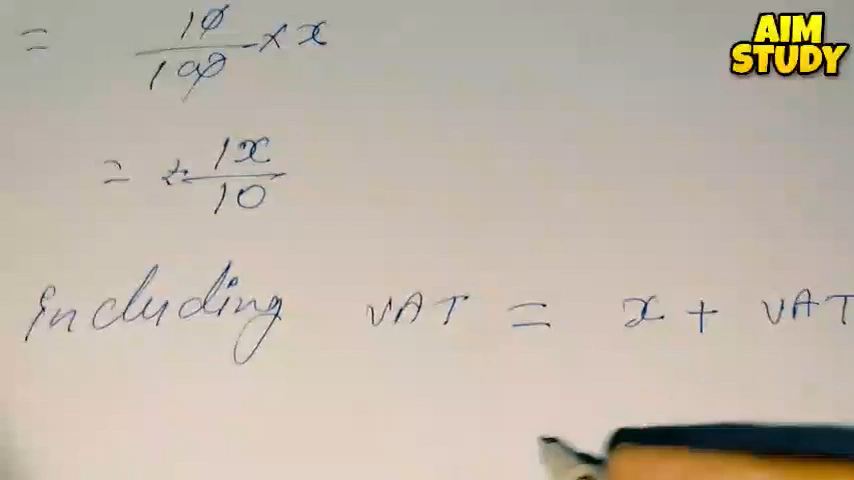 = 10/100 × x
AIM
STUDY
= 1x/10
including VAT = x + VAT